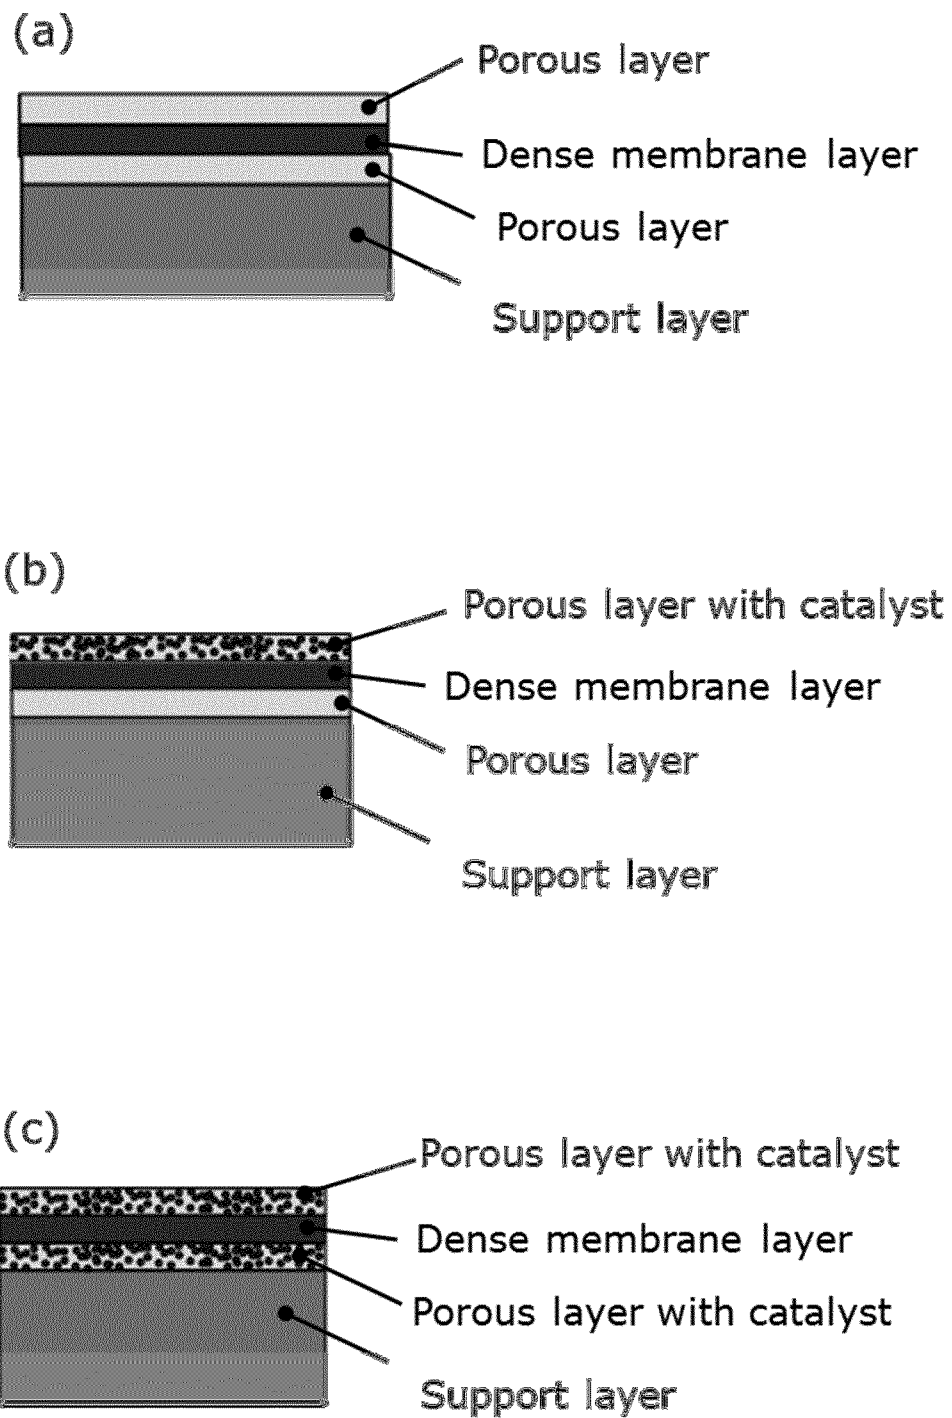 (a)
Porous layer
Dense membrane layer
Porous layer
Support layer
(b)
Porous layer with catalyst
Dense membrane layer
Porous layer
Support layer
(c)
Porous layer with catalyst
Dense membrane layer
Porous layer with catalyst
Support layer